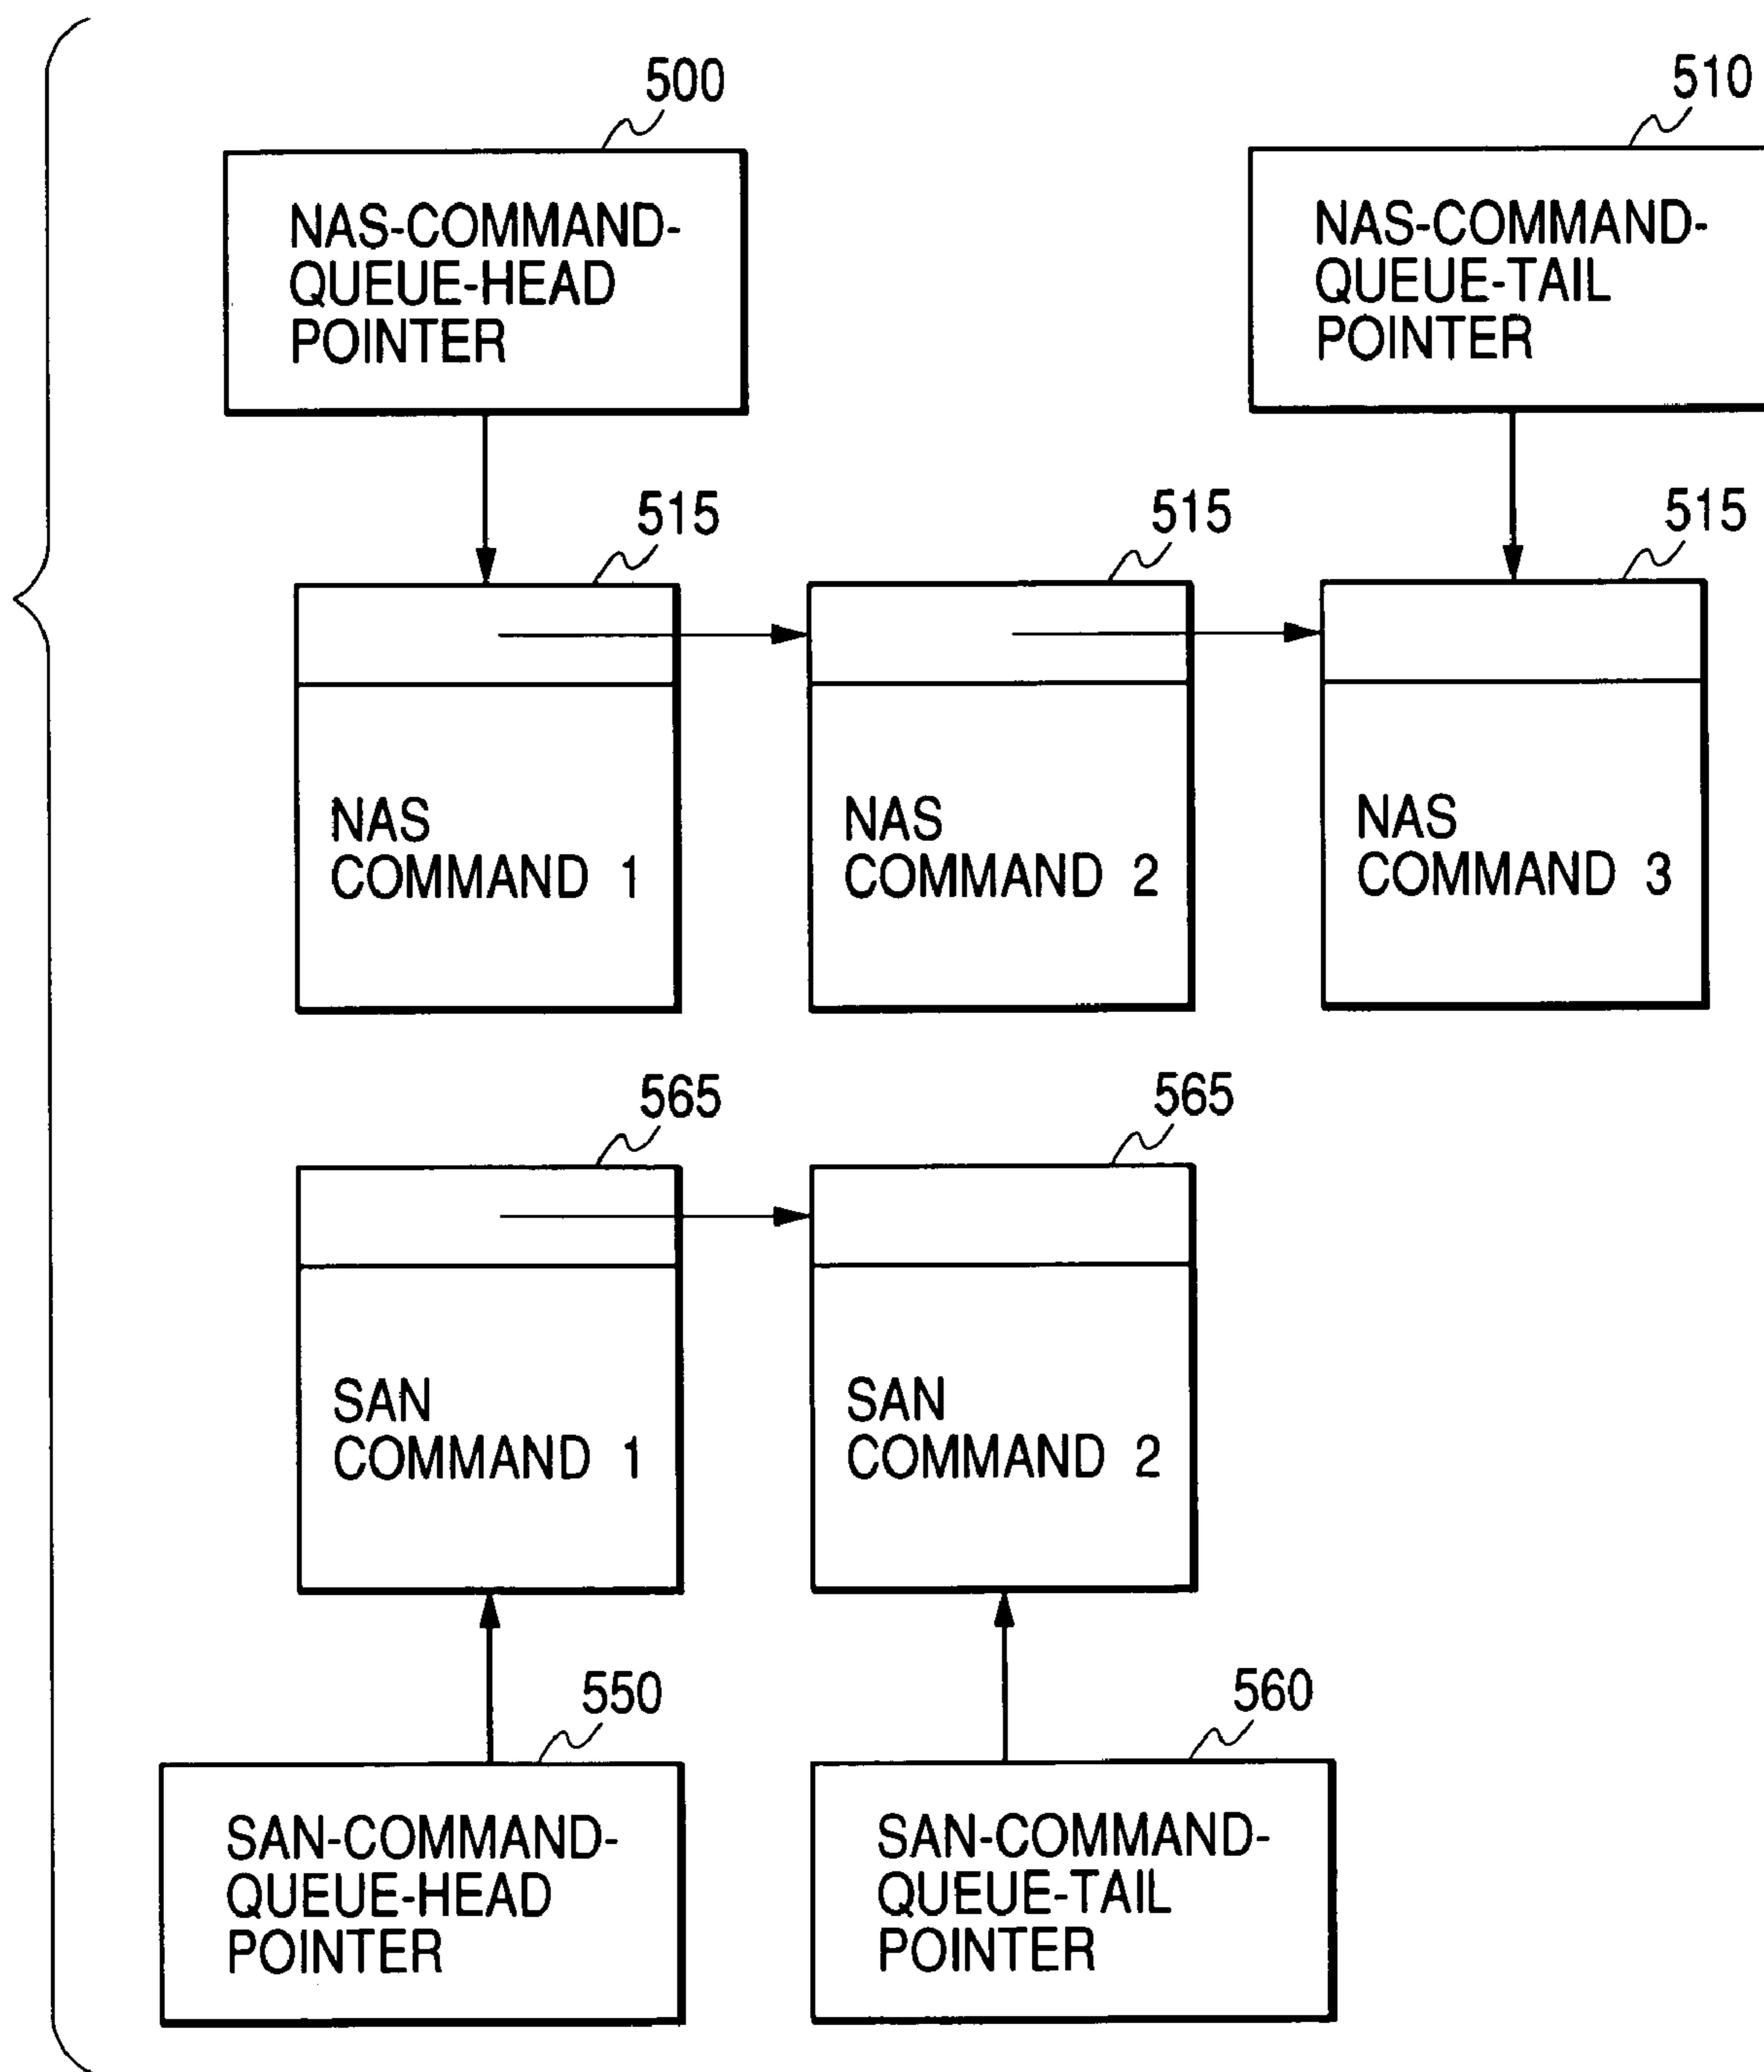 500
510
NAS-COMMAND-
QUEUE-HEAD
POINTER
NAS-COMMAND-
QUEUE-TAIL
POINTER
515
515
515
NAS
COMMAND 1
NAS
COMMAND 2
NAS
COMMAND 3
565
565
SAN
COMMAND 1
SAN
COMMAND 2
550
560
SAN-COMMAND-
QUEUE-HEAD
POINTER
SAN-COMMAND-
QUEUE-TAIL
POINTER